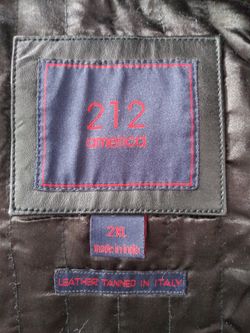 212
america
2XL
made in India
LEATHER TANNED IN ITALY